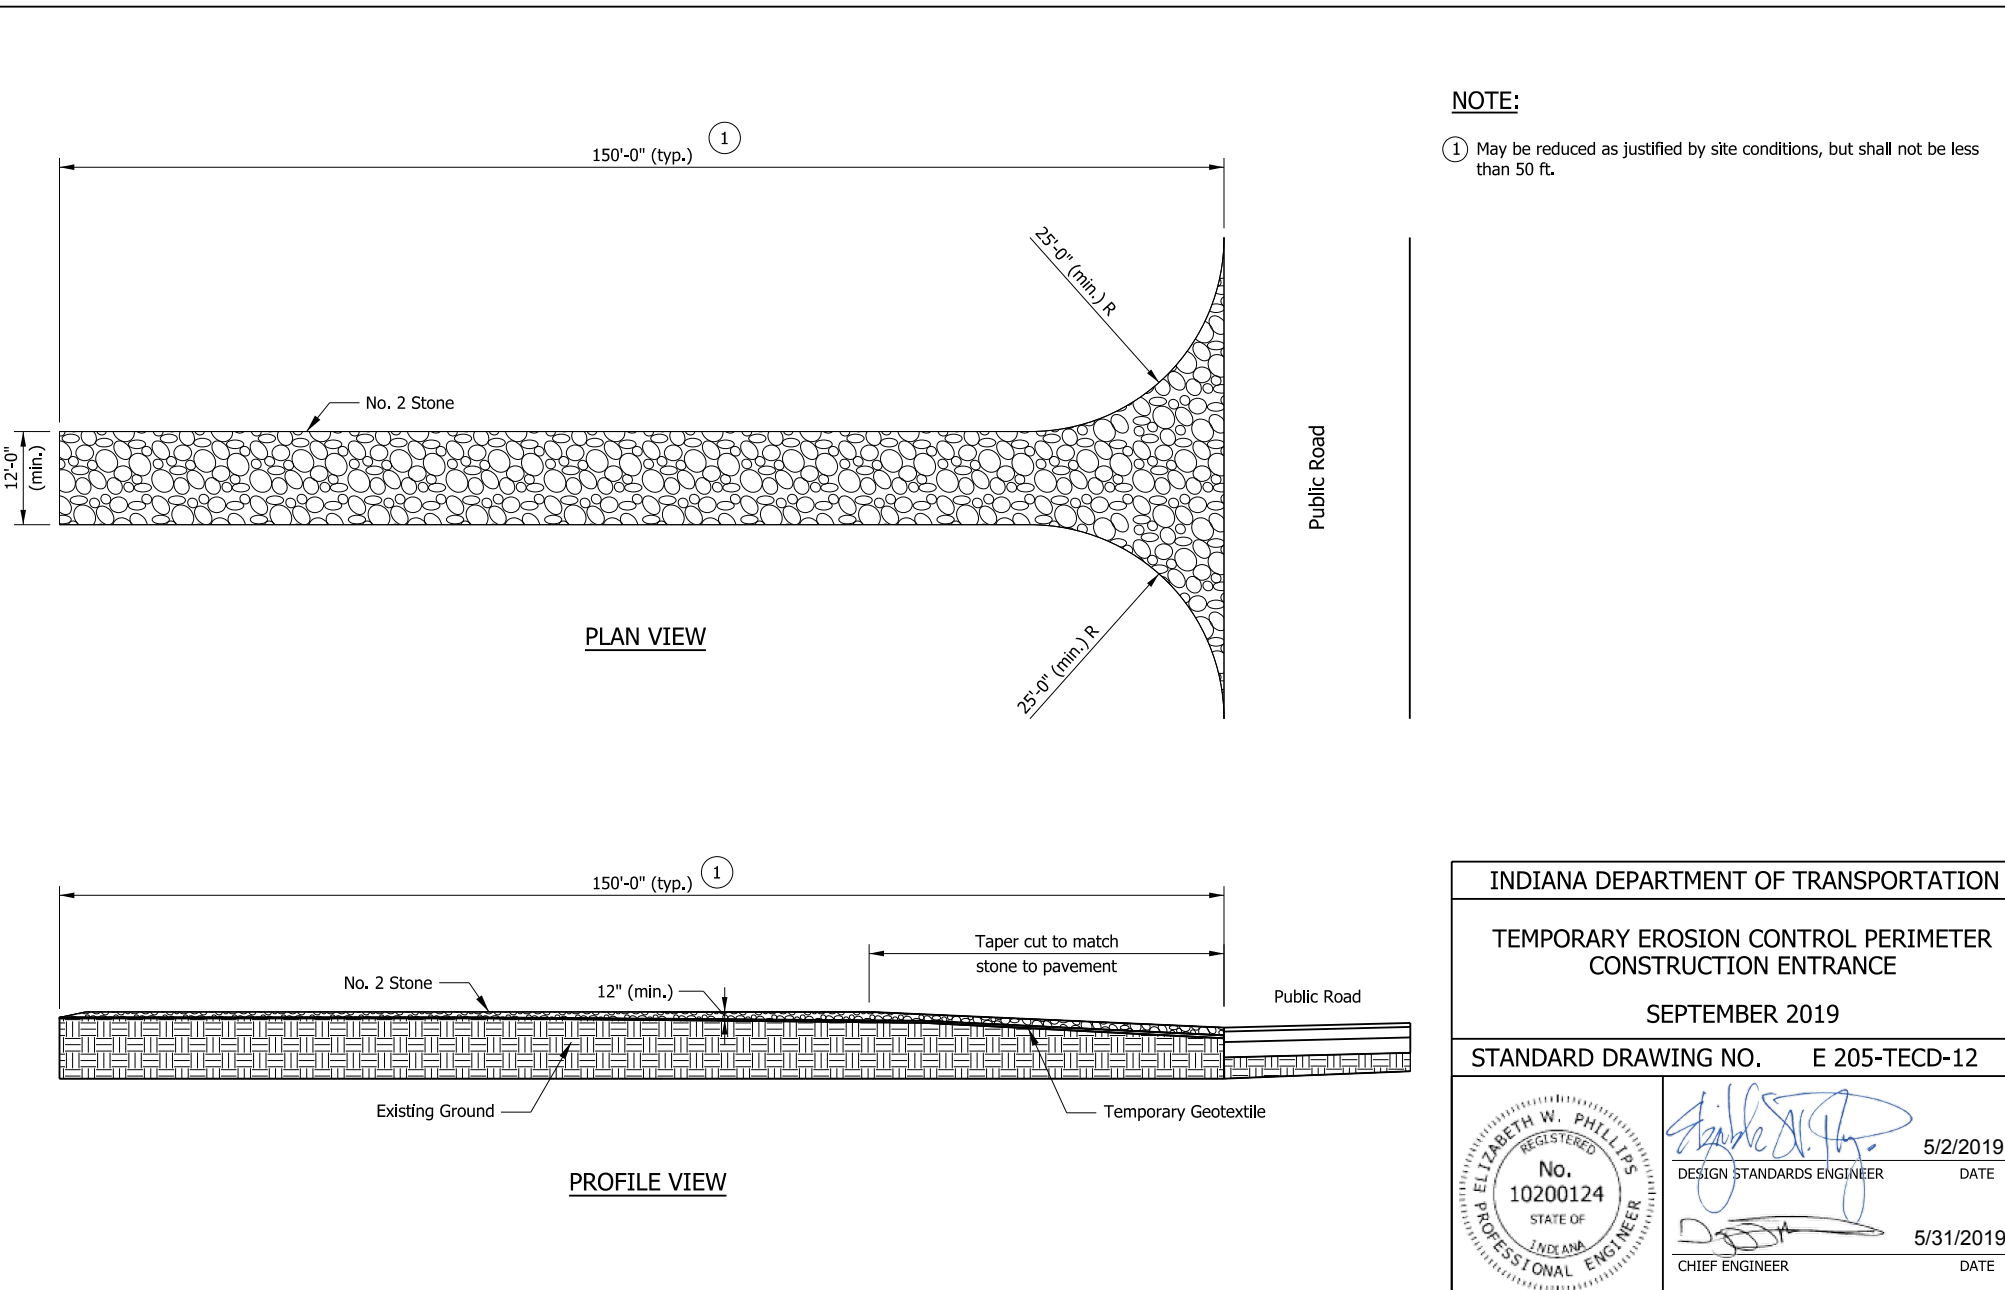 NOTE:
1 May be reduced as justified by site conditions, but shall not be less
than 50 ft.
150'-0" (typ.) 1
25'-0" (min.) R
No. 2 Stone
12'-0"
(min.)
Public Road
25'-0" (min.) R
PLAN VIEW
150'-0" (typ.) 1
Taper cut to match
stone to pavement
No. 2 Stone
12" (min.)
Public Road
Existing Ground
Temporary Geotextile
PROFILE VIEW
INDIANA DEPARTMENT OF TRANSPORTATION
TEMPORARY EROSION CONTROL PERIMETER
CONSTRUCTION ENTRANCE
SEPTEMBER 2019
STANDARD DRAWING NO. E 205-TECD-12
ELIZABETH W. PHILLIPS
REGISTERED
No.
10200124
STATE OF
INDIANA
PROFESSIONAL ENGINEER
5/2/2019
DESIGN STANDARDS ENGINEER DATE
5/31/2019
CHIEF ENGINEER DATE